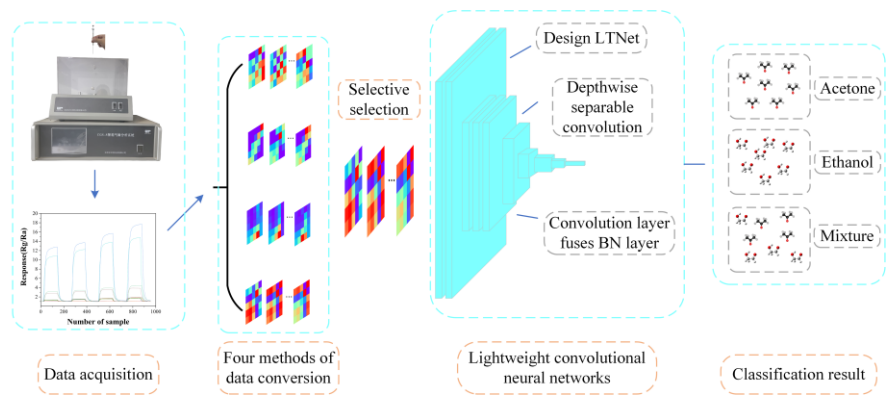 Response(Rg/Ra)
20
18
16
14
12
10
8
6
4
2
0 200 400 600 800 1000
Number of sample
Data acquisition
Four methods of
data conversion
Selective
selection
Design LTNet
Depthwise
separable
convolution
Convolution layer
fuses BN layer
Lightweight convolutional
neural networks
Acetone
Ethanol
Mixture
Classification result